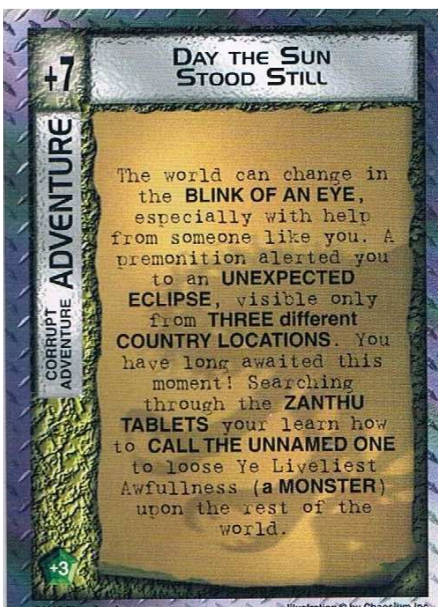 +7
DAY THE SUN
STOOD STILL
CORRUPT
ADVENTURE
ADVENTURE
The world can change in
the BLINK OF AN EYE,
especially with help
from someone like you. A
premonition alerted you
to an UNEXPECTED
ECLIPSE, visible only
from THREE different
COUNTRY LOCATIONS. You
have long awaited this
moment! Searching
through the ZANTHU
TABLETS your learn how
to CALL THE UNNAMED ONE
to loose Ye Liveliest
Awfullness (a MONSTER)
upon the rest of the
world.
+3
Illustration © by Chaosium Inc.